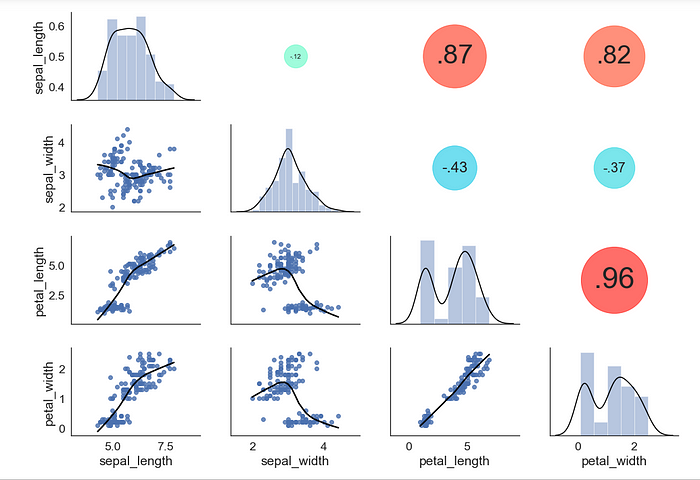 sepal_length
0.6
0.5
0.4
-.12
.87
.82
sepal_width
4
3
2
-.43
-.37
petal_length
5.0
2.5
.96
petal_width
2
1
0
5.0 7.5
2 4
0 5
0 2
sepal_length
sepal_width
petal_length
petal_width